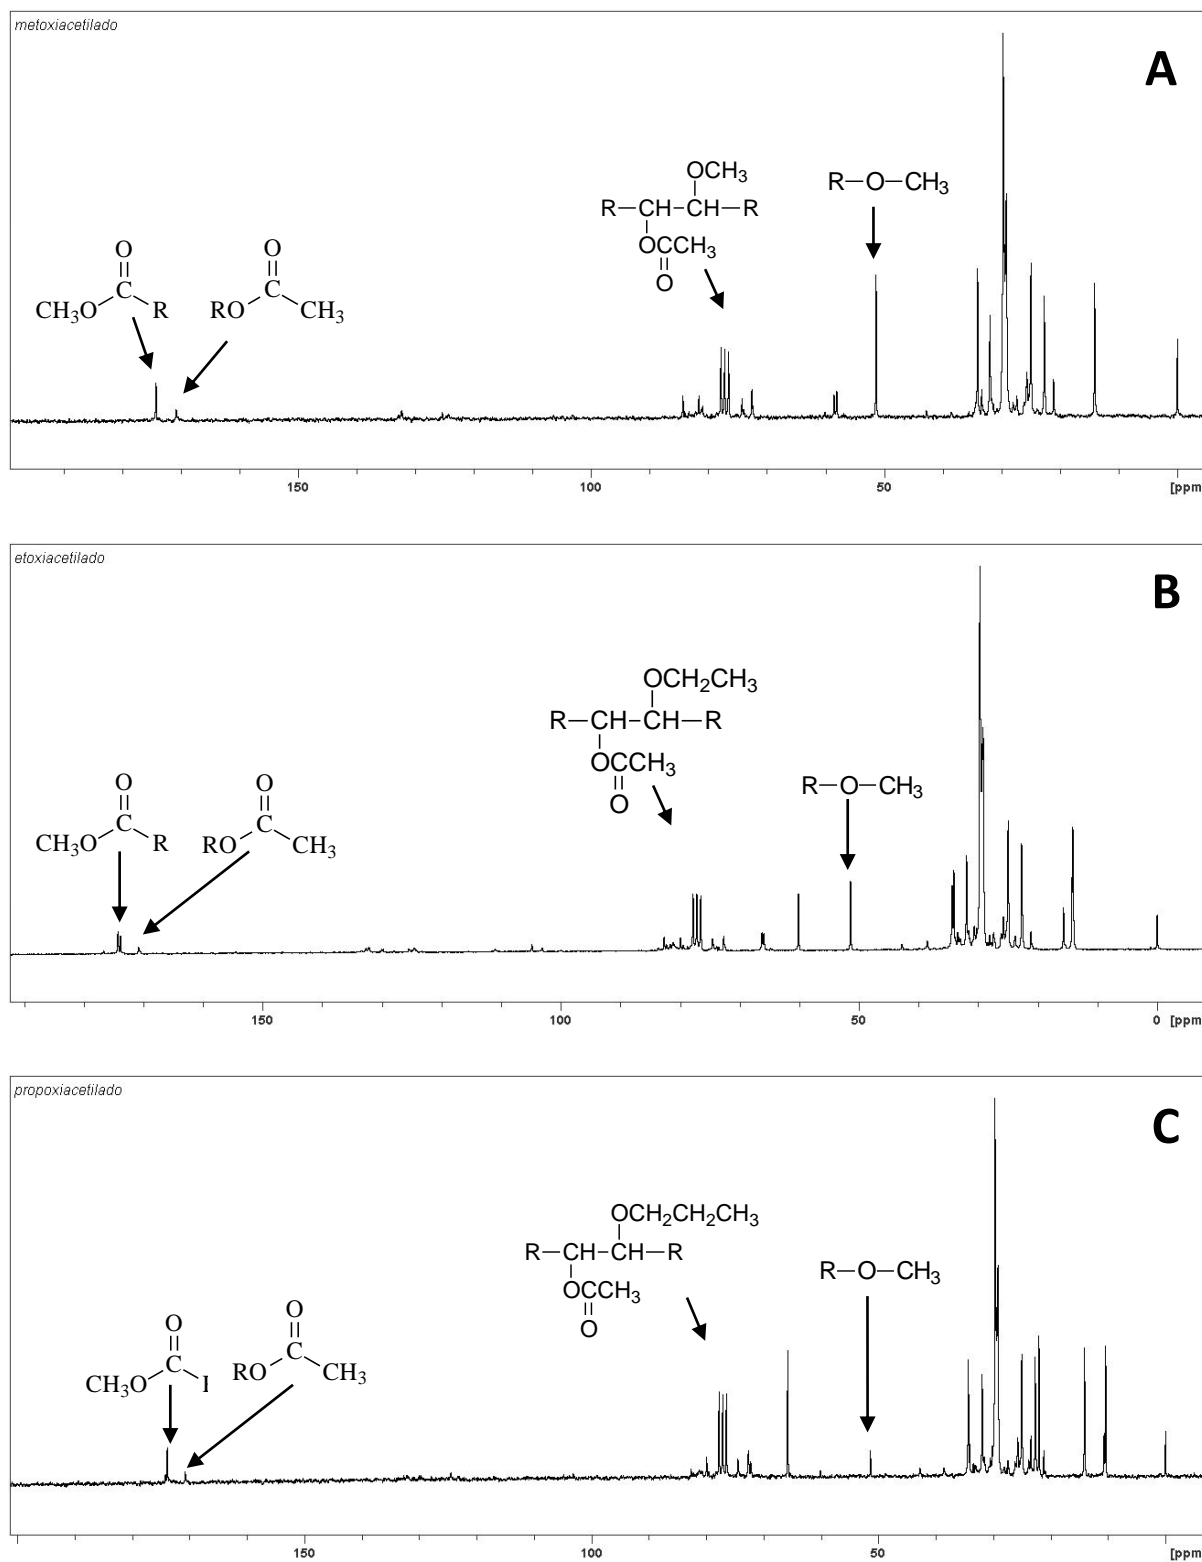 metoxiacetilado
A
OCH3
R—CH—CH—R
OCCH3
O
R—O—CH3
O
C
CH3O
R
O
C
RO
CH3
150
100
50
[ppm
etoxiacetilado
B
OCH2CH3
R—CH—CH—R
OCCH3
O
R—O—CH3
O
C
CH3O
R
O
C
RO
CH3
150
100
50
0
[ppm
propoxiacetilado
C
OCH2CH2CH3
R—CH—CH—R
OCCH3
O
R—O—CH3
O
C
CH3O
O
C
RO
CH3
150
100
50
[ppm